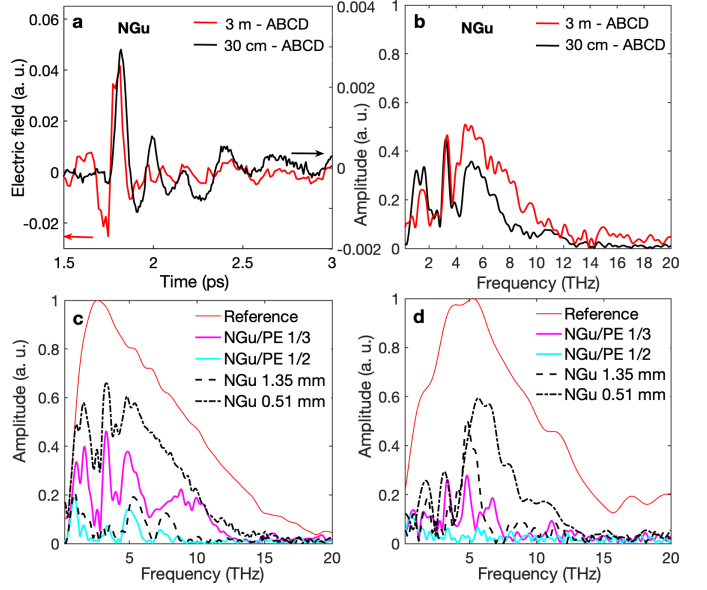 a
NGu
3 m - ABCD
30 cm - ABCD
Electric field (a. u.)
0.06
0.04
0.02
0
-0.02
0.004
0.002
0
-0.002
1.5
2
2.5
3
Time (ps)
b
NGu
3 m - ABCD
30 cm - ABCD
Amplitude (a. u.)
1
0.8
0.6
0.4
0.2
0
2
4
6
8
10
12
14
16
18
20
Frequency (THz)
c
Reference
NGu/PE 1/3
NGu/PE 1/2
NGu 1.35 mm
NGu 0.51 mm
Amplitude (a. u.)
1
0.8
0.6
0.4
0.2
0
5
10
15
20
Frequency (THz)
d
Reference
NGu/PE 1/3
NGu/PE 1/2
NGu 1.35 mm
NGu 0.51 mm
Amplitude (a. u.)
1
0.8
0.6
0.4
0.2
0
5
10
15
20
Frequency (THz)